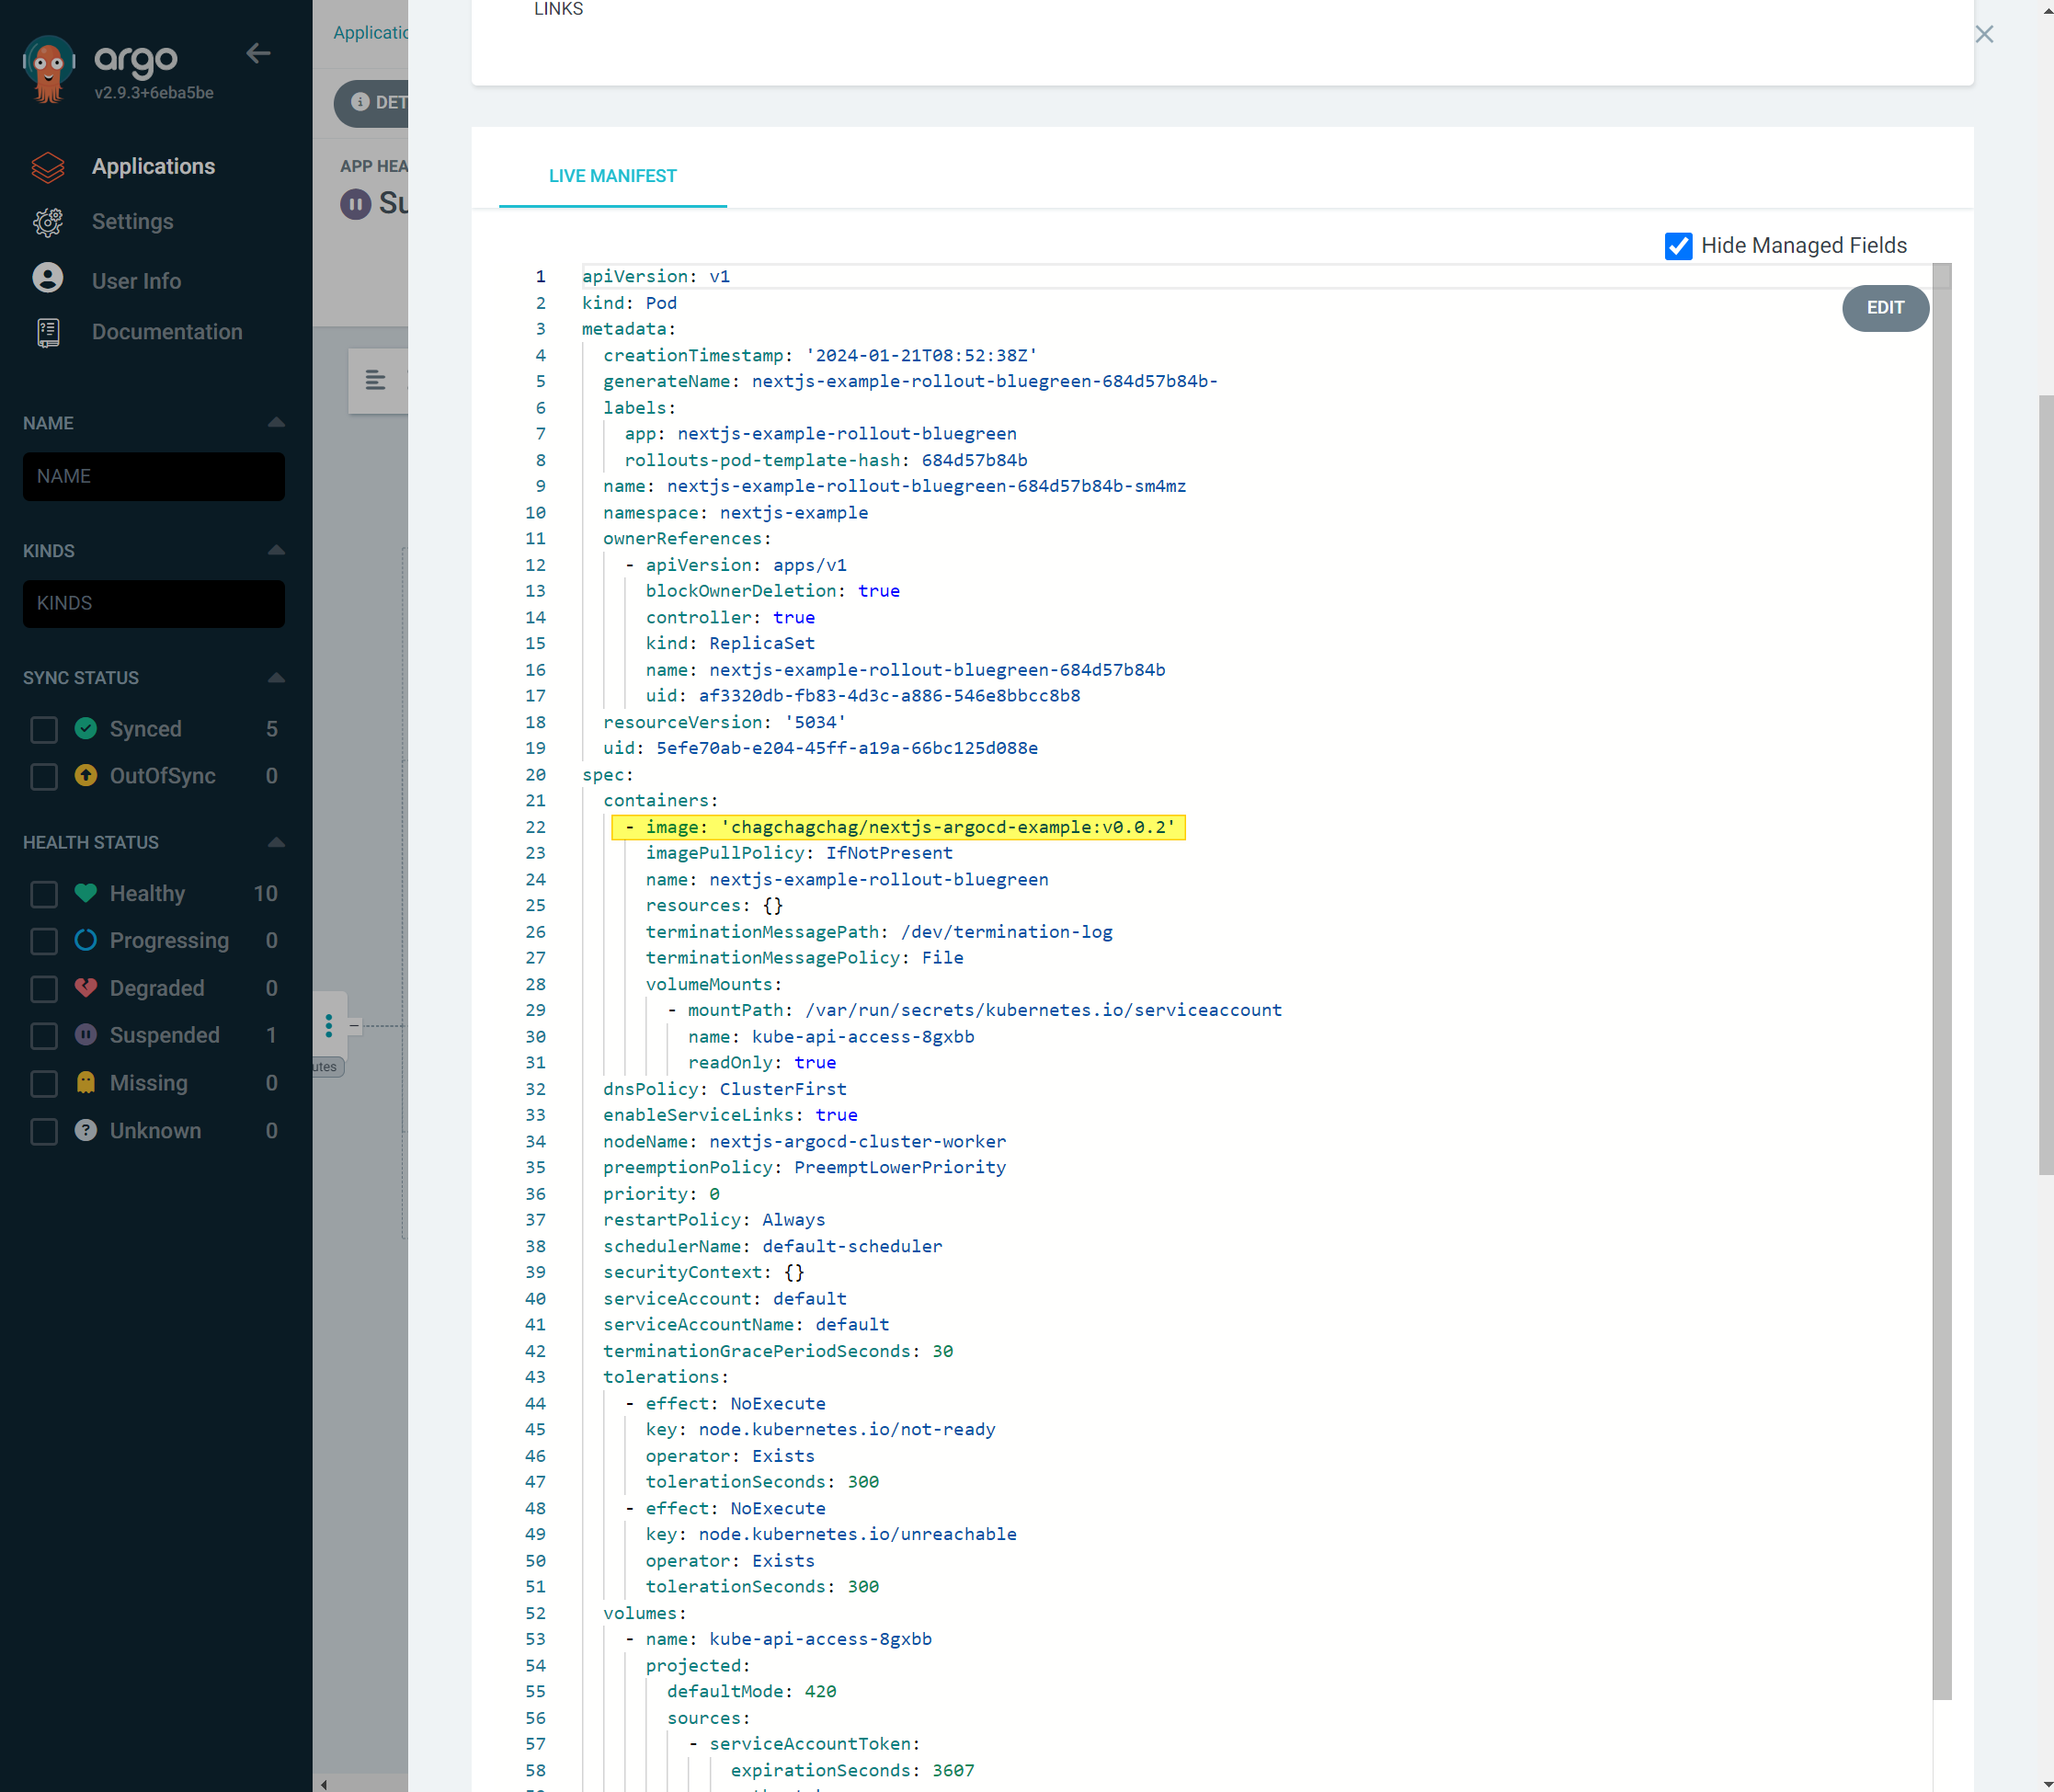 argo
v2.9.3+6eba5be
Applications
Settings
User Info
Documentation
NAME
NAME
KINDS
KINDS
SYNC STATUS
Synced 5
OutOfSync 0
HEALTH STATUS
Healthy 10
Progressing 0
Degraded 0
Suspended 1
Missing 0
Unknown 0
Applicatio
DET
APP HEA
Su
utes
LINKS
LIVE MANIFEST
Hide Managed Fields
EDIT
1 apiVersion: v1
2 kind: Pod
3 metadata:
4 creationTimestamp: '2024-01-21T08:52:38Z'
5 generateName: nextjs-example-rollout-bluegreen-684d57b84b-
6 labels:
7 app: nextjs-example-rollout-bluegreen
8 rollouts-pod-template-hash: 684d57b84b
9 name: nextjs-example-rollout-bluegreen-684d57b84b-sm4mz
10 namespace: nextjs-example
11 ownerReferences:
12 - apiVersion: apps/v1
13 blockOwnerDeletion: true
14 controller: true
15 kind: ReplicaSet
16 name: nextjs-example-rollout-bluegreen-684d57b84b
17 uid: af3320db-fb83-4d3c-a886-546e8bbcc8b8
18 resourceVersion: '5034'
19 uid: 5efe70ab-e204-45ff-a19a-66bc125d088e
20 spec:
21 containers:
22 - image: 'chagchagchag/nextjs-argocd-example:v0.0.2'
23 imagePullPolicy: IfNotPresent
24 name: nextjs-example-rollout-bluegreen
25 resources: {}
26 terminationMessagePath: /dev/termination-log
27 terminationMessagePolicy: File
28 volumeMounts:
29 - mountPath: /var/run/secrets/kubernetes.io/serviceaccount
30 name: kube-api-access-8gxbb
31 readOnly: true
32 dnsPolicy: ClusterFirst
33 enableServiceLinks: true
34 nodeName: nextjs-argocd-cluster-worker
35 preemptionPolicy: PreemptLowerPriority
36 priority: 0
37 restartPolicy: Always
38 schedulerName: default-scheduler
39 securityContext: {}
40 serviceAccount: default
41 serviceAccountName: default
42 terminationGracePeriodSeconds: 30
43 tolerations:
44 - effect: NoExecute
45 key: node.kubernetes.io/not-ready
46 operator: Exists
47 tolerationSeconds: 300
48 - effect: NoExecute
49 key: node.kubernetes.io/unreachable
50 operator: Exists
51 tolerationSeconds: 300
52 volumes:
53 - name: kube-api-access-8gxbb
54 projected:
55 defaultMode: 420
56 sources:
57 - serviceAccountToken:
58 expirationSeconds: 3607